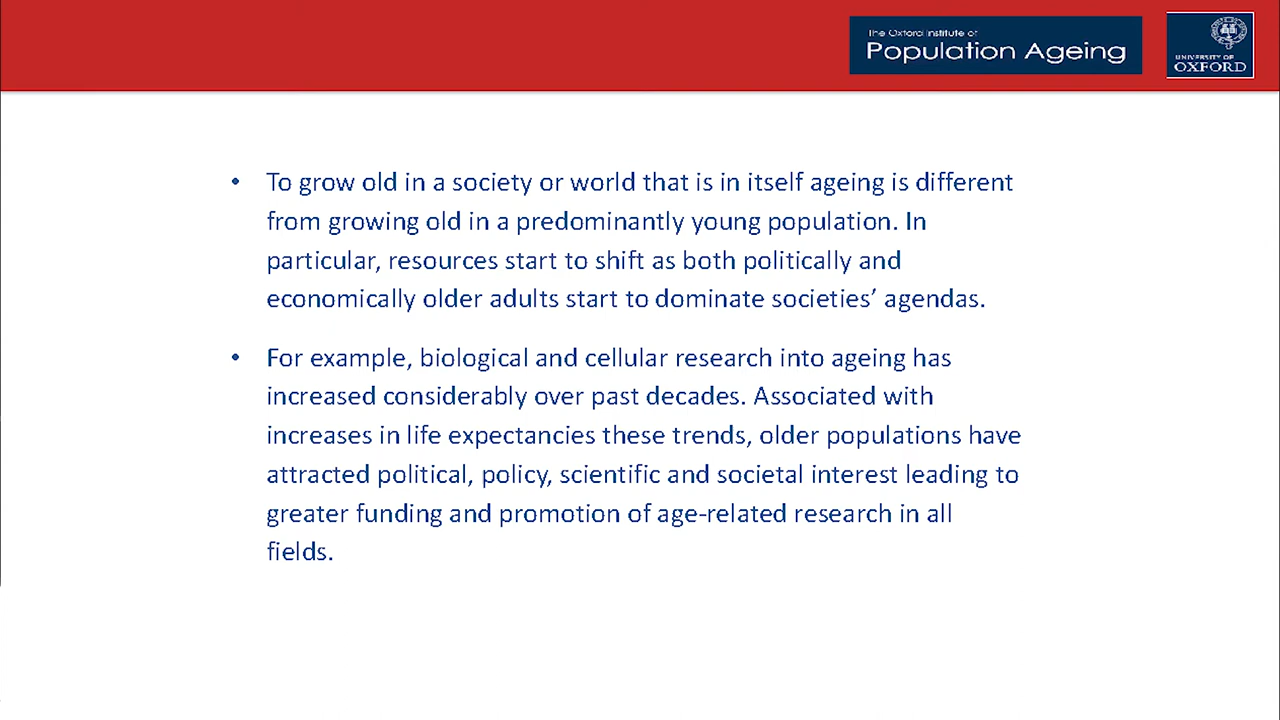 The Oxford Institute of
Population Ageing
UNIVERSITY OF
OXFORD
• To grow old in a society or world that is in itself ageing is different
from growing old in a predominantly young population. In
particular, resources start to shift as both politically and
economically older adults start to dominate societies’ agendas.
• For example, biological and cellular research into ageing has
increased considerably over past decades. Associated with
increases in life expectancies these trends, older populations have
attracted political, policy, scientific and societal interest leading to
greater funding and promotion of age-related research in all
fields.